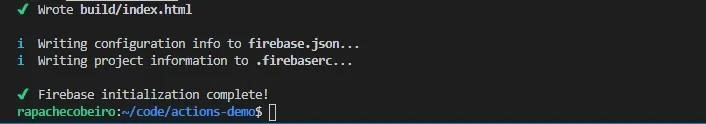 ✔ Wrote build/index.html
i Writing configuration info to firebase.json...
i Writing project information to .firebaserc...
✔ Firebase initialization complete!
rapachecobeiro:~/code/actions-demo$